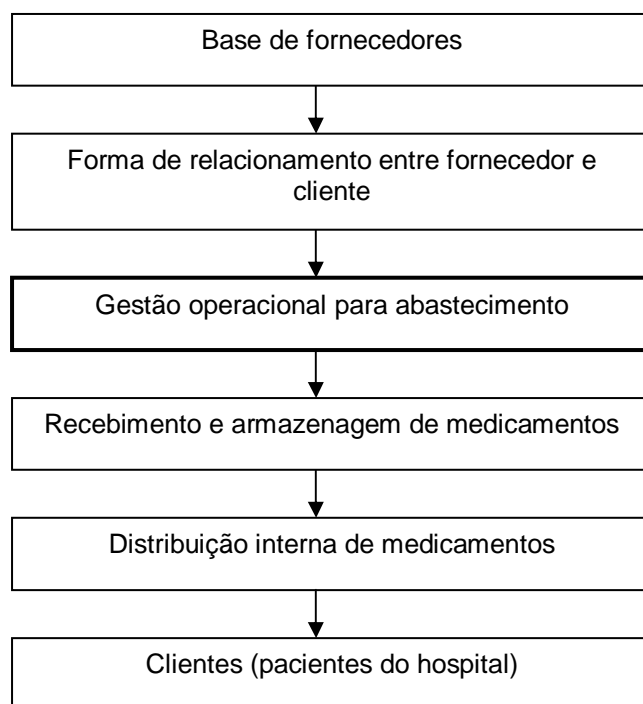 Base de fornecedores
Forma de relacionamento entre fornecedor e
cliente
Gestão operacional para abastecimento
Recebimento e armazenagem de medicamentos
Distribuição interna de medicamentos
Clientes (pacientes do hospital)